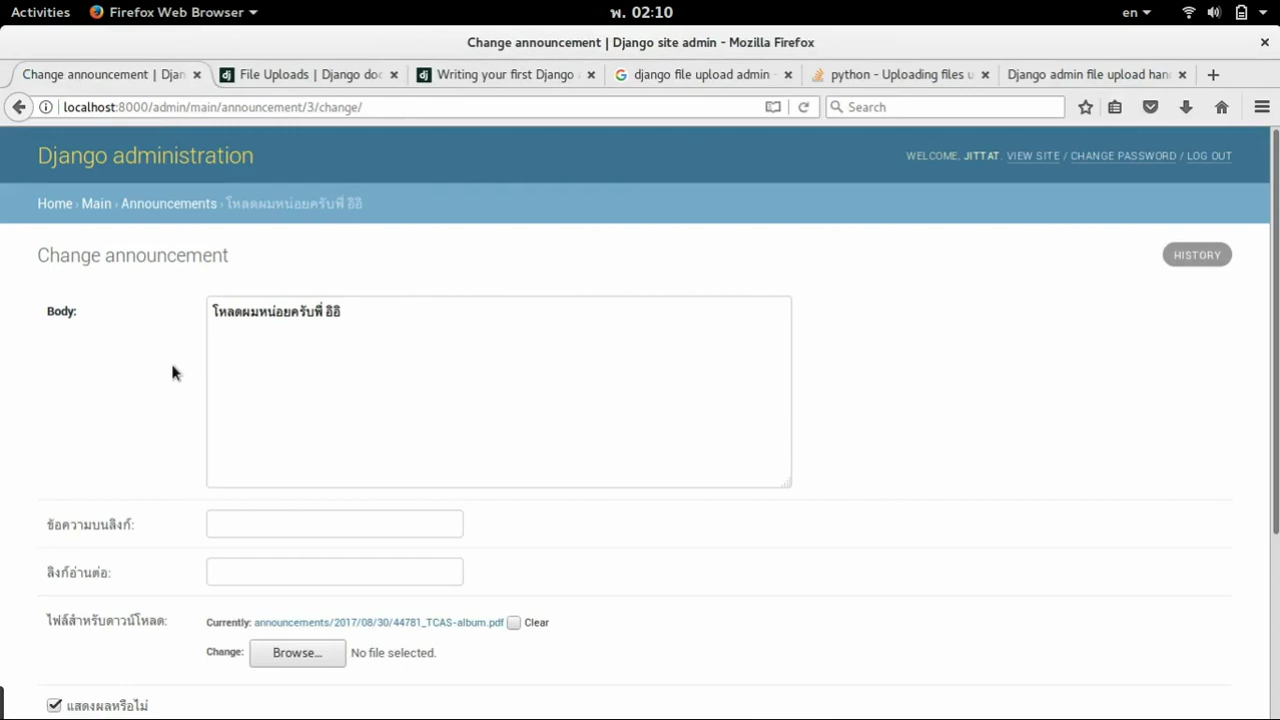 Activities Firefox Web Browser พ. 02:10 en
Change announcement | Django site admin - Mozilla Firefox
Change announcement | Djan File Uploads | Django doc Writing your first Django django file upload admin python - Uploading files u Django admin file upload han
localhost:8000/admin/main/announcement/3/change/ Search
Django administration WELCOME, JITTAT. VIEW SITE / CHANGE PASSWORD / LOG OUT
Home › Main › Announcements › โหลดผมหน่อยครับพี่ อิอิ
Change announcement HISTORY
Body: โหลดผมหน่อยครับพี่ อิอิ
ข้อความบนลิงก์:
ลิงก์อ่านต่อ:
ไฟล์สำหรับดาวน์โหลด: Currently: announcements/2017/08/30/44781_TCAS-album.pdf Clear
Change: Browse... No file selected.
แสดงผลหรือไม่